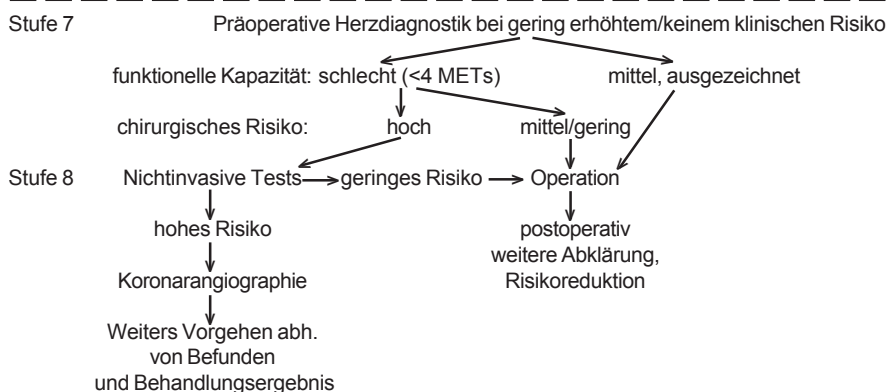 Stufe 7 Präoperative Herzdiagnostik bei gering erhöhtem/keinem klinischen Risiko
funktionelle Kapazität: schlecht (<4 METs) mittel, ausgezeichnet
chirurgisches Risiko: hoch mittel/gering
Stufe 8 Nichtinvasive Tests geringes Risiko Operation
hohes Risiko postoperativ
weitere Abklärung,
Koronarangiographie Risikoreduktion
Weiters Vorgehen abh.
von Befunden
und Behandlungsergebnis